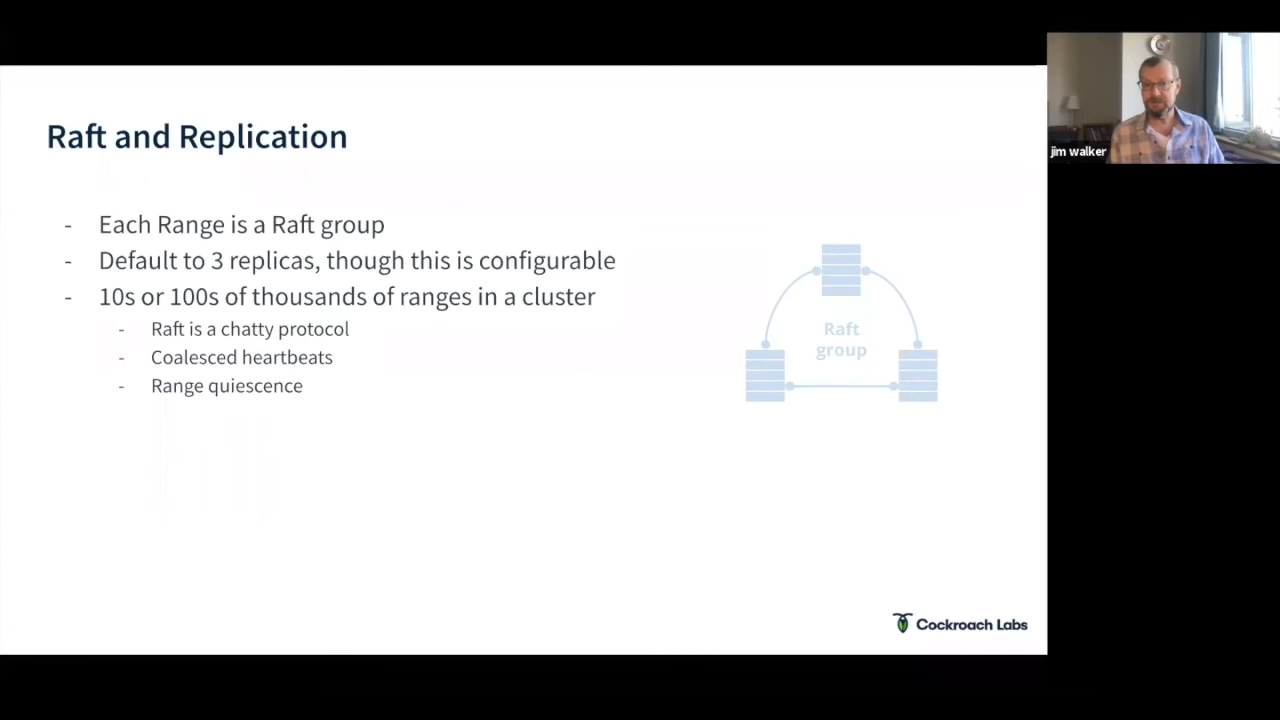 Raft and Replication
- Each Range is a Raft group
- Default to 3 replicas, though this is configurable
- 10s or 100s of thousands of ranges in a cluster
- Raft is a chatty protocol
- Coalesced heartbeats
- Range quiescence
Raft
group
Cockroach Labs
jim walker